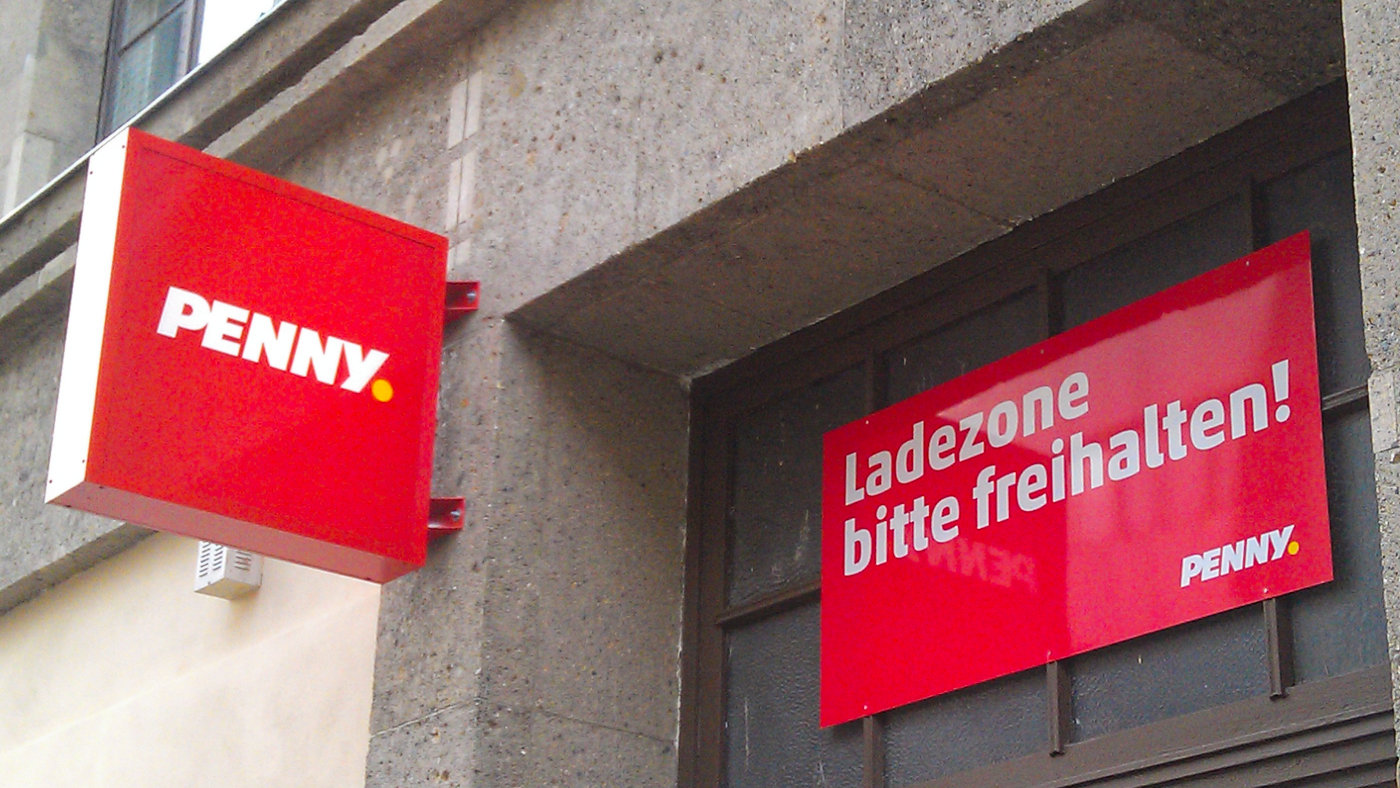 PENNY.
Ladezone
bitte freihalten!
PENNY.